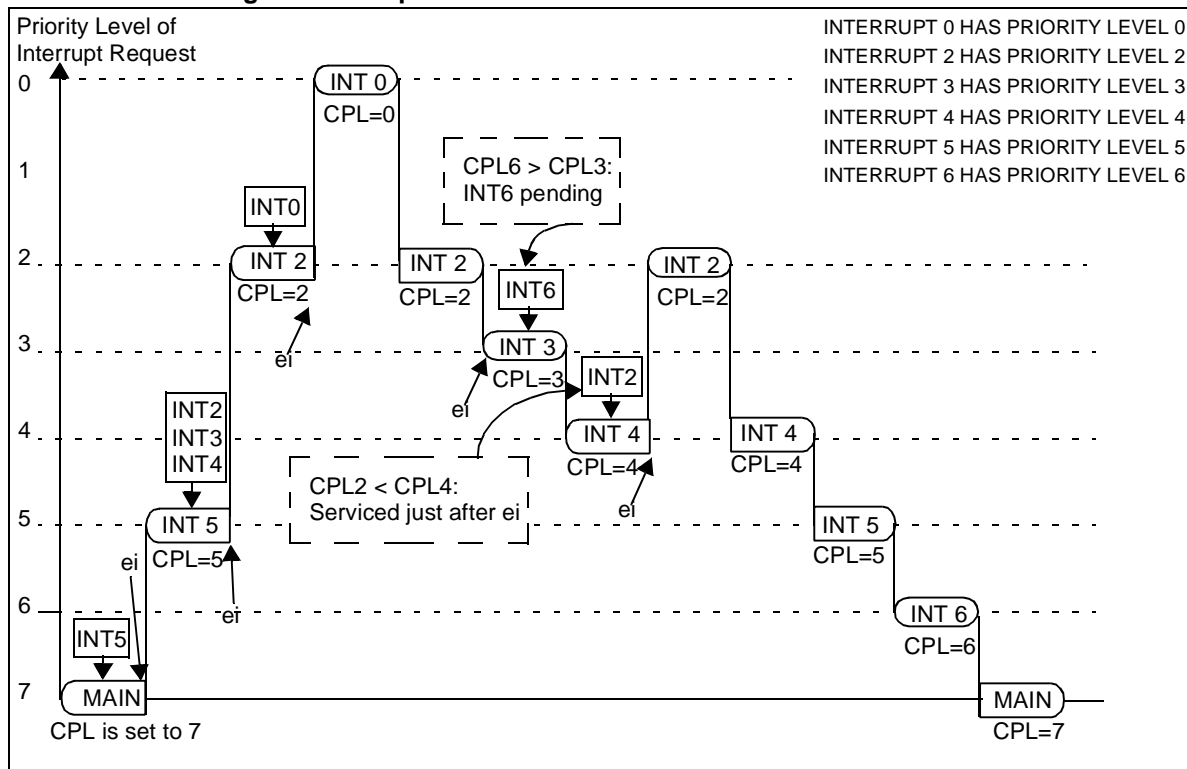 Priority Level of
Interrupt Request
INTERRUPT 0 HAS PRIORITY LEVEL 0
INTERRUPT 2 HAS PRIORITY LEVEL 2
INTERRUPT 3 HAS PRIORITY LEVEL 3
INTERRUPT 4 HAS PRIORITY LEVEL 4
INTERRUPT 5 HAS PRIORITY LEVEL 5
INTERRUPT 6 HAS PRIORITY LEVEL 6
0
INT 0
CPL=0
1
CPL6 > CPL3:
INT6 pending
INT0
2
INT 2
CPL=2
ei
INT 2
CPL=2
INT6
INT 2
CPL=2
3
INT 3
CPL=3
ei
INT2
INT2
INT3
INT4
4
INT 4
CPL=4
ei
INT 4
CPL=4
CPL2 < CPL4:
Serviced just after ei
5
INT 5
CPL=5
ei
ei
INT 5
CPL=5
6
INT5
INT 6
CPL=6
7
MAIN
CPL is set to 7
MAIN
CPL=7